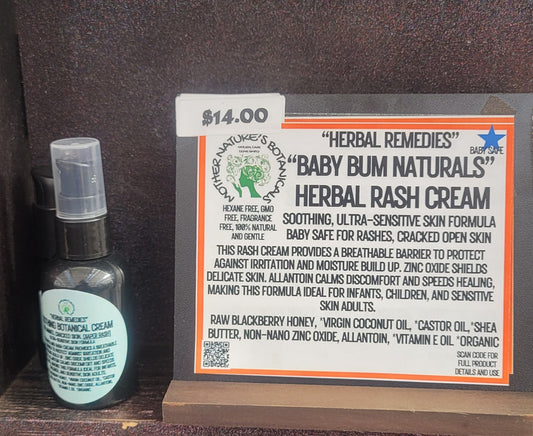 $14.00
MOTHER NATURE'S BOTANICALS
HEXANE FREE, GMO
FREE, FRAGRANCE
FREE, 100% NATURAL
AND GENTLE
"HERBAL REMEDIES"
BABY SAFE
"BABY BUM NATURALS"
HERBAL RASH CREAM
SOOTHING, ULTRA-SENSITIVE SKIN FORMULA
BABY SAFE FOR RASHES, CRACKED OPEN SKIN
THIS RASH CREAM PROVIDES A BREATHABLE BARRIER TO PROTECT
AGAINST IRRITATION AND MOISTURE BUILD UP. ZINC OXIDE SHIELDS
DELICATE SKIN. ALLANTOIN CALMS DISCOMFORT AND SPEEDS HEALING,
MAKING THIS FORMULA IDEAL FOR INFANTS, CHILDREN, AND SENSITIVE
SKIN ADULTS.
RAW BLACKBERRY HONEY, *VIRGIN COCONUT OIL, *CASTOR OIL, *SHEA
BUTTER, NON-NANO ZINC OXIDE, ALLANTOIN, *VITAMIN E OIL *ORGANIC
SCAN CODE FOR
FULL PRODUCT
DETAILS AND USE
"HERBAL REMEDIES"
BOTANICAL CREAM